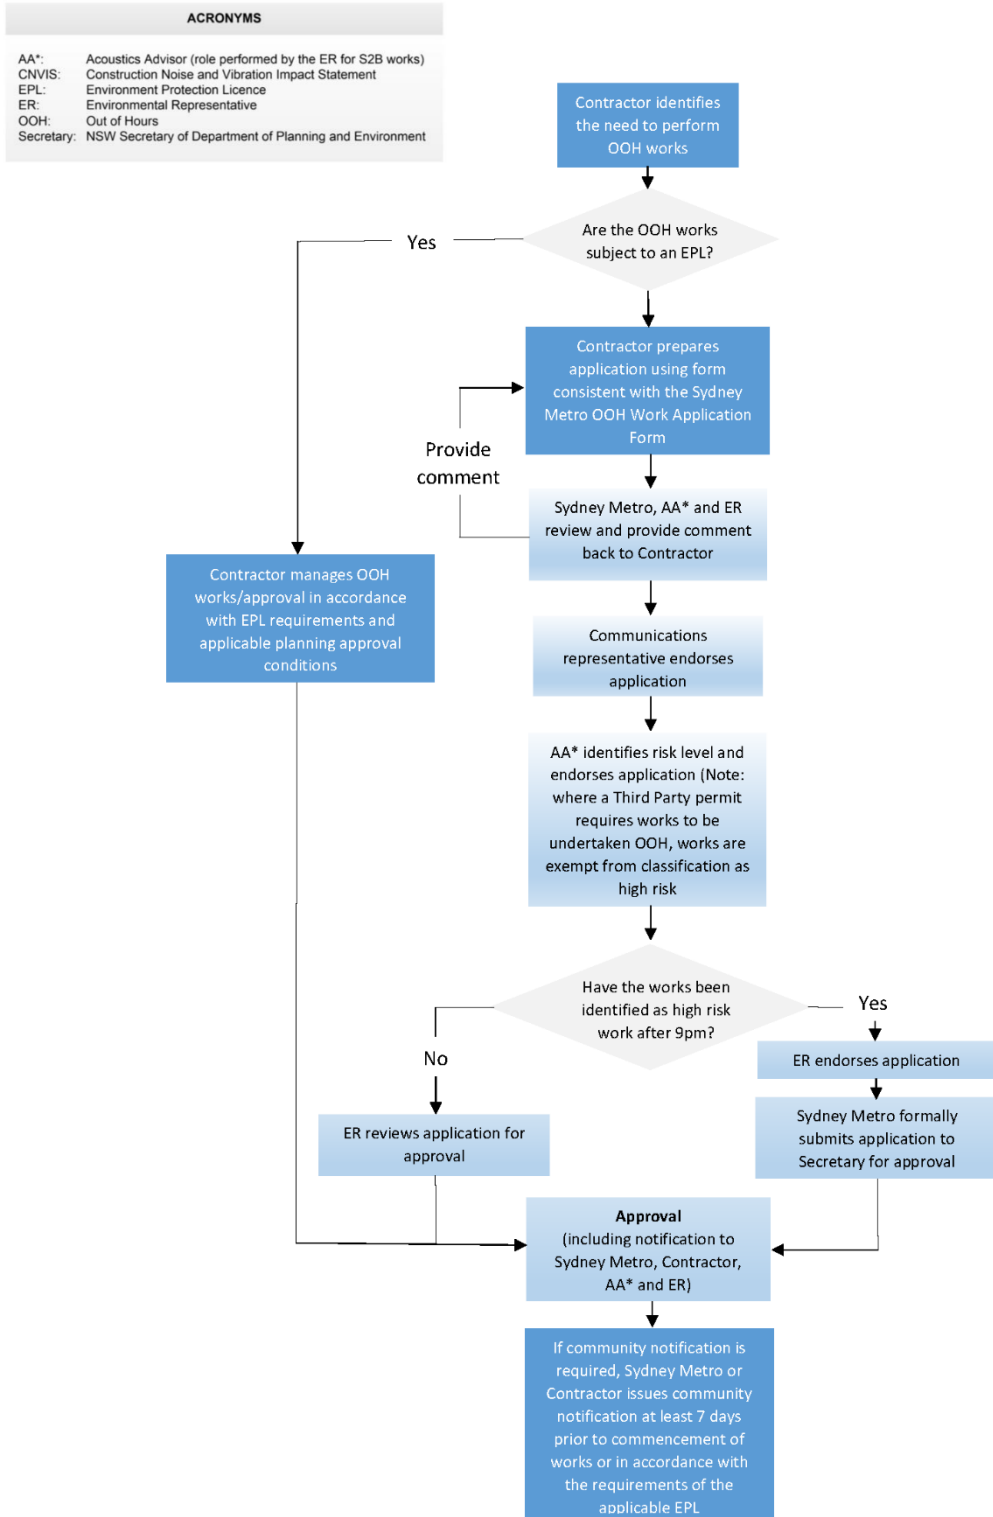 ACRONYMS
AA*: Acoustics Advisor (role performed by the ER for S2B works)
CNVIS: Construction Noise and Vibration Impact Statement
EPL: Environment Protection Licence
ER: Environmental Representative
OOH: Out of Hours
Secretary: NSW Secretary of Department of Planning and Environment
Contractor identifies
the need to perform
OOH works
Are the OOH works
subject to an EPL?
Yes
Contractor prepares
application using form
consistent with the Sydney
Metro OOH Work Application
Form
Provide
comment
Sydney Metro, AA* and ER
review and provide comment
back to Contractor
Contractor manages OOH
works/approval in accordance
with EPL requirements and
applicable planning approval
conditions
Communications
representative endorses
application
AA* identifies risk level and
endorses application (Note:
where a Third Party permit
requires works to be
undertaken OOH, works are
exempt from classification as
high risk
Have the works been
identified as high risk
work after 9pm?
Yes
No
ER endorses application
ER reviews application for
approval
Sydney Metro formally
submits application to
Secretary for approval
Approval
(including notification to
Sydney Metro, Contractor,
AA* and ER)
If community notification is
required, Sydney Metro or
Contractor issues community
notification at least 7 days
prior to commencement of
works or in accordance with
the requirements of the
applicable EPL